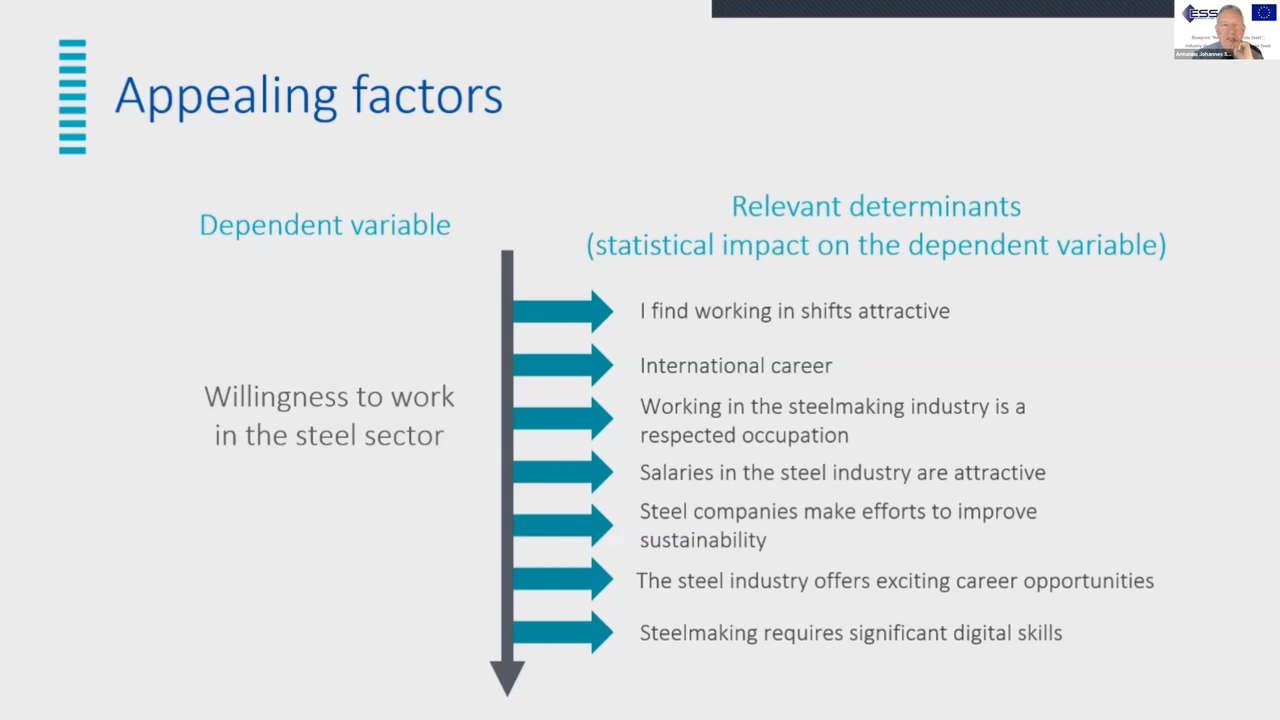 ESS
Antonius Johannes S...
Appealing factors
Dependent variable
Relevant determinants
(statistical impact on the dependent variable)
Willingness to work
in the steel sector
I find working in shifts attractive
International career
Working in the steelmaking industry is a
respected occupation
Salaries in the steel industry are attractive
Steel companies make efforts to improve
sustainability
The steel industry offers exciting career opportunities
Steelmaking requires significant digital skills